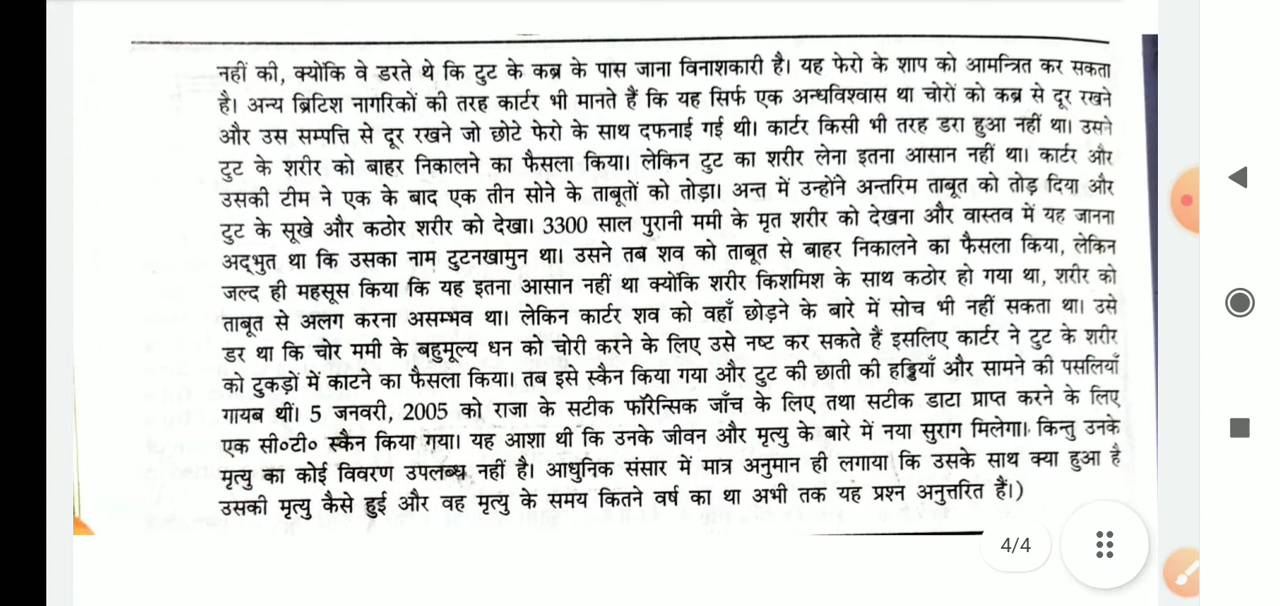 नहीं की, क्योंकि वे डरते थे कि टुट के कब्र के पास जाना विनाशकारी है। यह फेरो के शाप को आमन्त्रित कर सकता
है। अन्य ब्रिटिश नागरिकों की तरह कार्टर भी मानते हैं कि यह सिर्फ एक अन्धविश्वास था चोरों को कब्र से दूर रखने
और उस सम्पत्ति से दूर रखने जो छोटे फेरो के साथ दफनाई गई थी। कार्टर किसी भी तरह डरा हुआ नहीं था। उसने
टुट के शरीर को बाहर निकालने का फैसला किया। लेकिन टुट का शरीर लेना इतना आसान नहीं था। कार्टर और
उसकी टीम ने एक के बाद एक तीन सोने के ताबूतों को तोड़ा। अन्त में उन्होंने अन्तरिम ताबूत को तोड़ दिया और
टुट के सूखे और कठोर शरीर को देखा। 3300 साल पुरानी ममी के मृत शरीर को देखना और वास्तव में यह जानना
अद्भुत था कि उसका नाम टुटनखामुन था। उसने तब शव को ताबूत से बाहर निकालने का फैसला किया, लेकिन
जल्द ही महसूस किया कि यह इतना आसान नहीं था क्योंकि शरीर किशमिश के साथ कठोर हो गया था, शरीर को
ताबूत से अलग करना असम्भव था। लेकिन कार्टर शव को वहाँ छोड़ने के बारे में सोच भी नहीं सकता था। उसे
डर था कि चोर ममी के बहुमूल्य धन को चोरी करने के लिए उसे नष्ट कर सकते हैं इसलिए कार्टर ने टुट के शरीर
को टुकड़ों में काटने का फैसला किया। तब इसे स्कैन किया गया और टुट की छाती की हड्डियाँ और सामने की पसलियाँ
गायब थीं। 5 जनवरी, 2005 को राजा के सटीक फॉरेन्सिक जाँच के लिए तथा सटीक डाटा प्राप्त करने के लिए
एक सी०टी० स्कैन किया गया। यह आशा थी कि उनके जीवन और मृत्यु के बारे में नया सुराग मिलेगा। किन्तु उनके
मृत्यु का कोई विवरण उपलब्ध नहीं है। आधुनिक संसार में मात्र अनुमान ही लगाया कि उसके साथ क्या हुआ है
उसकी मृत्यु कैसे हुई और वह मृत्यु के समय कितने वर्ष का था अभी तक यह प्रश्न अनुत्तरित हैं।)
4/4